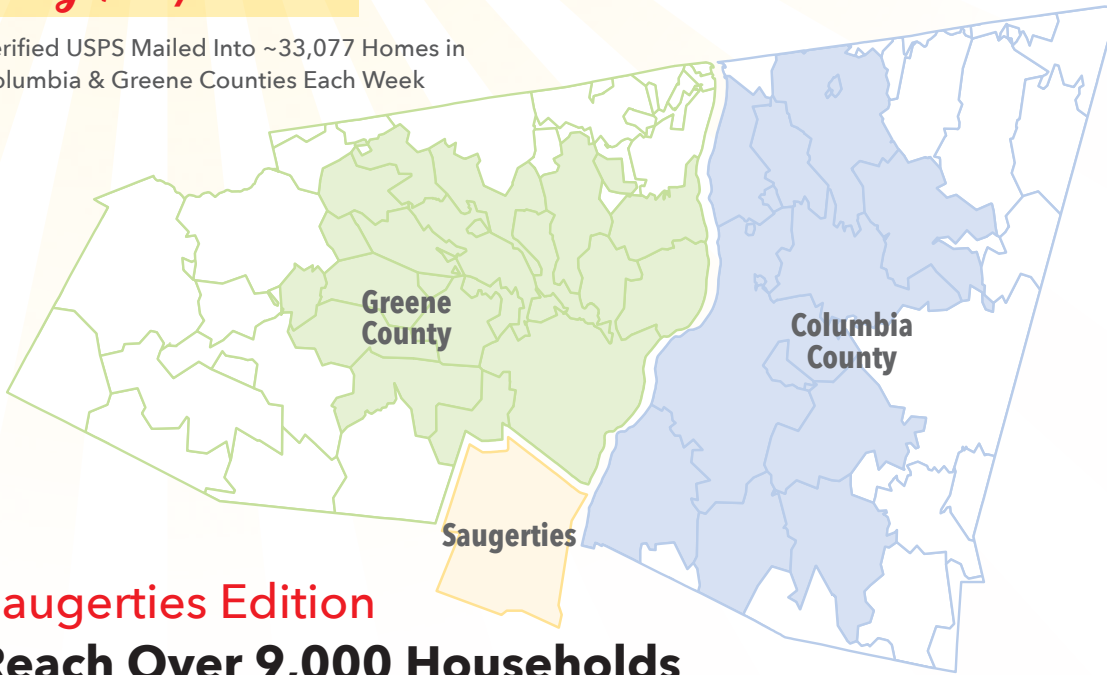 erified USPS Mailed Into ~33,077 Homes in
olumbia & Greene Counties Each Week
Greene
County
Columbia
County
Saugerties
augerties Edition
Reach Over 9,000 Households